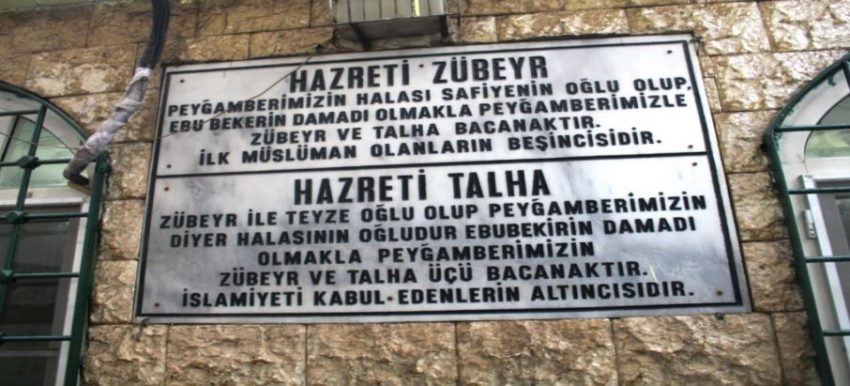 HAZRETİ ZÜBEYR
PEYĞAMBERİMİZİN HALASI SAFİYENİN OĞLU OLUP,
EBU BEKERİN DAMADI OLMAKLA PEYĞAMBERİMİZLE
ZÜBEYR VE TALHA BACANAKTIR.
İLK MÜSLÜMAN OLANLARIN BEŞİNCİSİDİR.
HAZRETİ TALHA
ZÜBEYR İLE TEYZE OĞLU OLUP PEYĞAMBERİMİZİN
DİYER HALASININ OĞLUDUR EBUBEKİRİN DAMADI
OLMAKLA PEYĞAMBERİMİZİN
ZÜBEYR VE TALHA ÜÇÜ BACANAKTIR.
İSLAMİYETİ KABUL EDENLERİN ALTINCISIDIR.